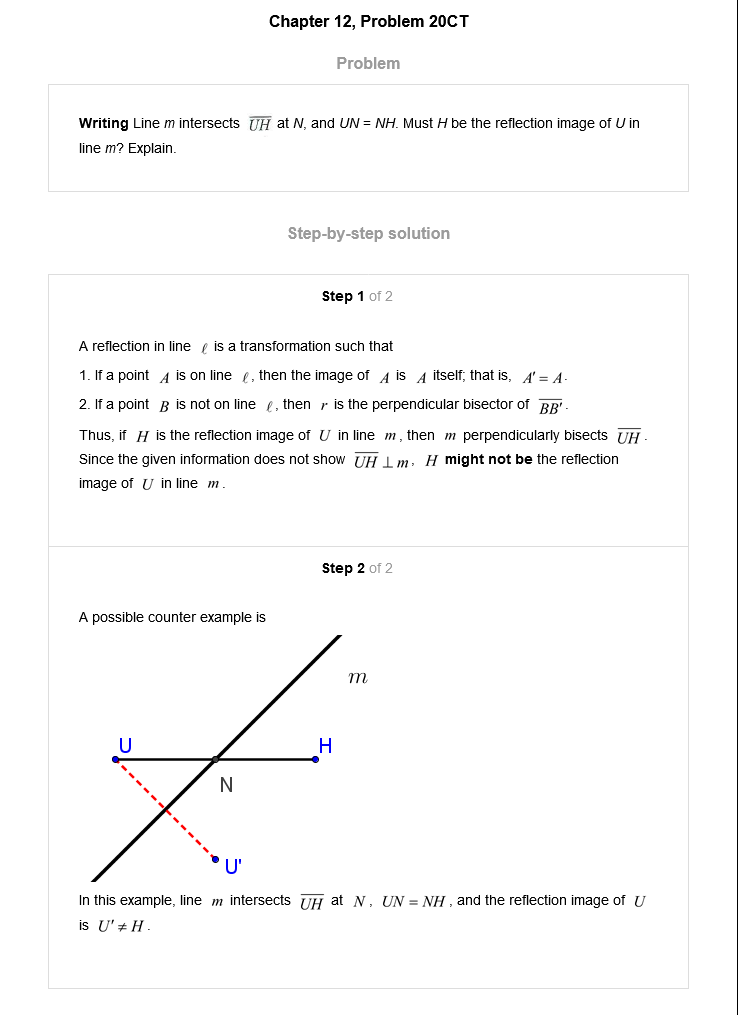 Chapter 12, Problem 20CT
Problem
Writing Line m intersects \overline{UH} at N, and UN = NH. Must H be the reflection image of U in
line m? Explain.
Step-by-step solution
Step 1 of 2
A reflection in line ℓ is a transformation such that
1. If a point A is on line ℓ, then the image of A is A itself; that is, A' = A.
2. If a point B is not on line ℓ, then r is the perpendicular bisector of \overline{BB'}.
Thus, if H is the reflection image of U in line m, then m perpendicularly bisects \overline{UH}.
Since the given information does not show \overline{UH} ⊥ m, H might not be the reflection
image of U in line m.
Step 2 of 2
A possible counter example is
m
U
H
N
U'
In this example, line m intersects \overline{UH} at N, UN = NH, and the reflection image of U
is U' ≠ H.